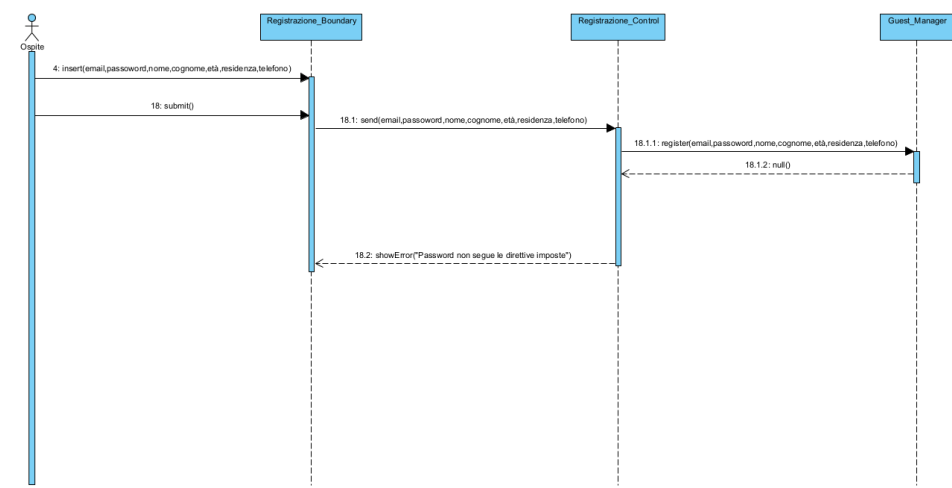 Ospite
Registrazione_Boundary
Registrazione_Control
Guest_Manager
4: insert(email,passoword,nome,cognome,età,residenza,telefono)
18: submit()
18.1: send(email,passoword,nome,cognome,età,residenza,telefono)
18.1.1: register(email,passoword,nome,cognome,età,residenza,telefono)
18.1.2: null()
18.2: showError("Password non segue le direttive imposte")